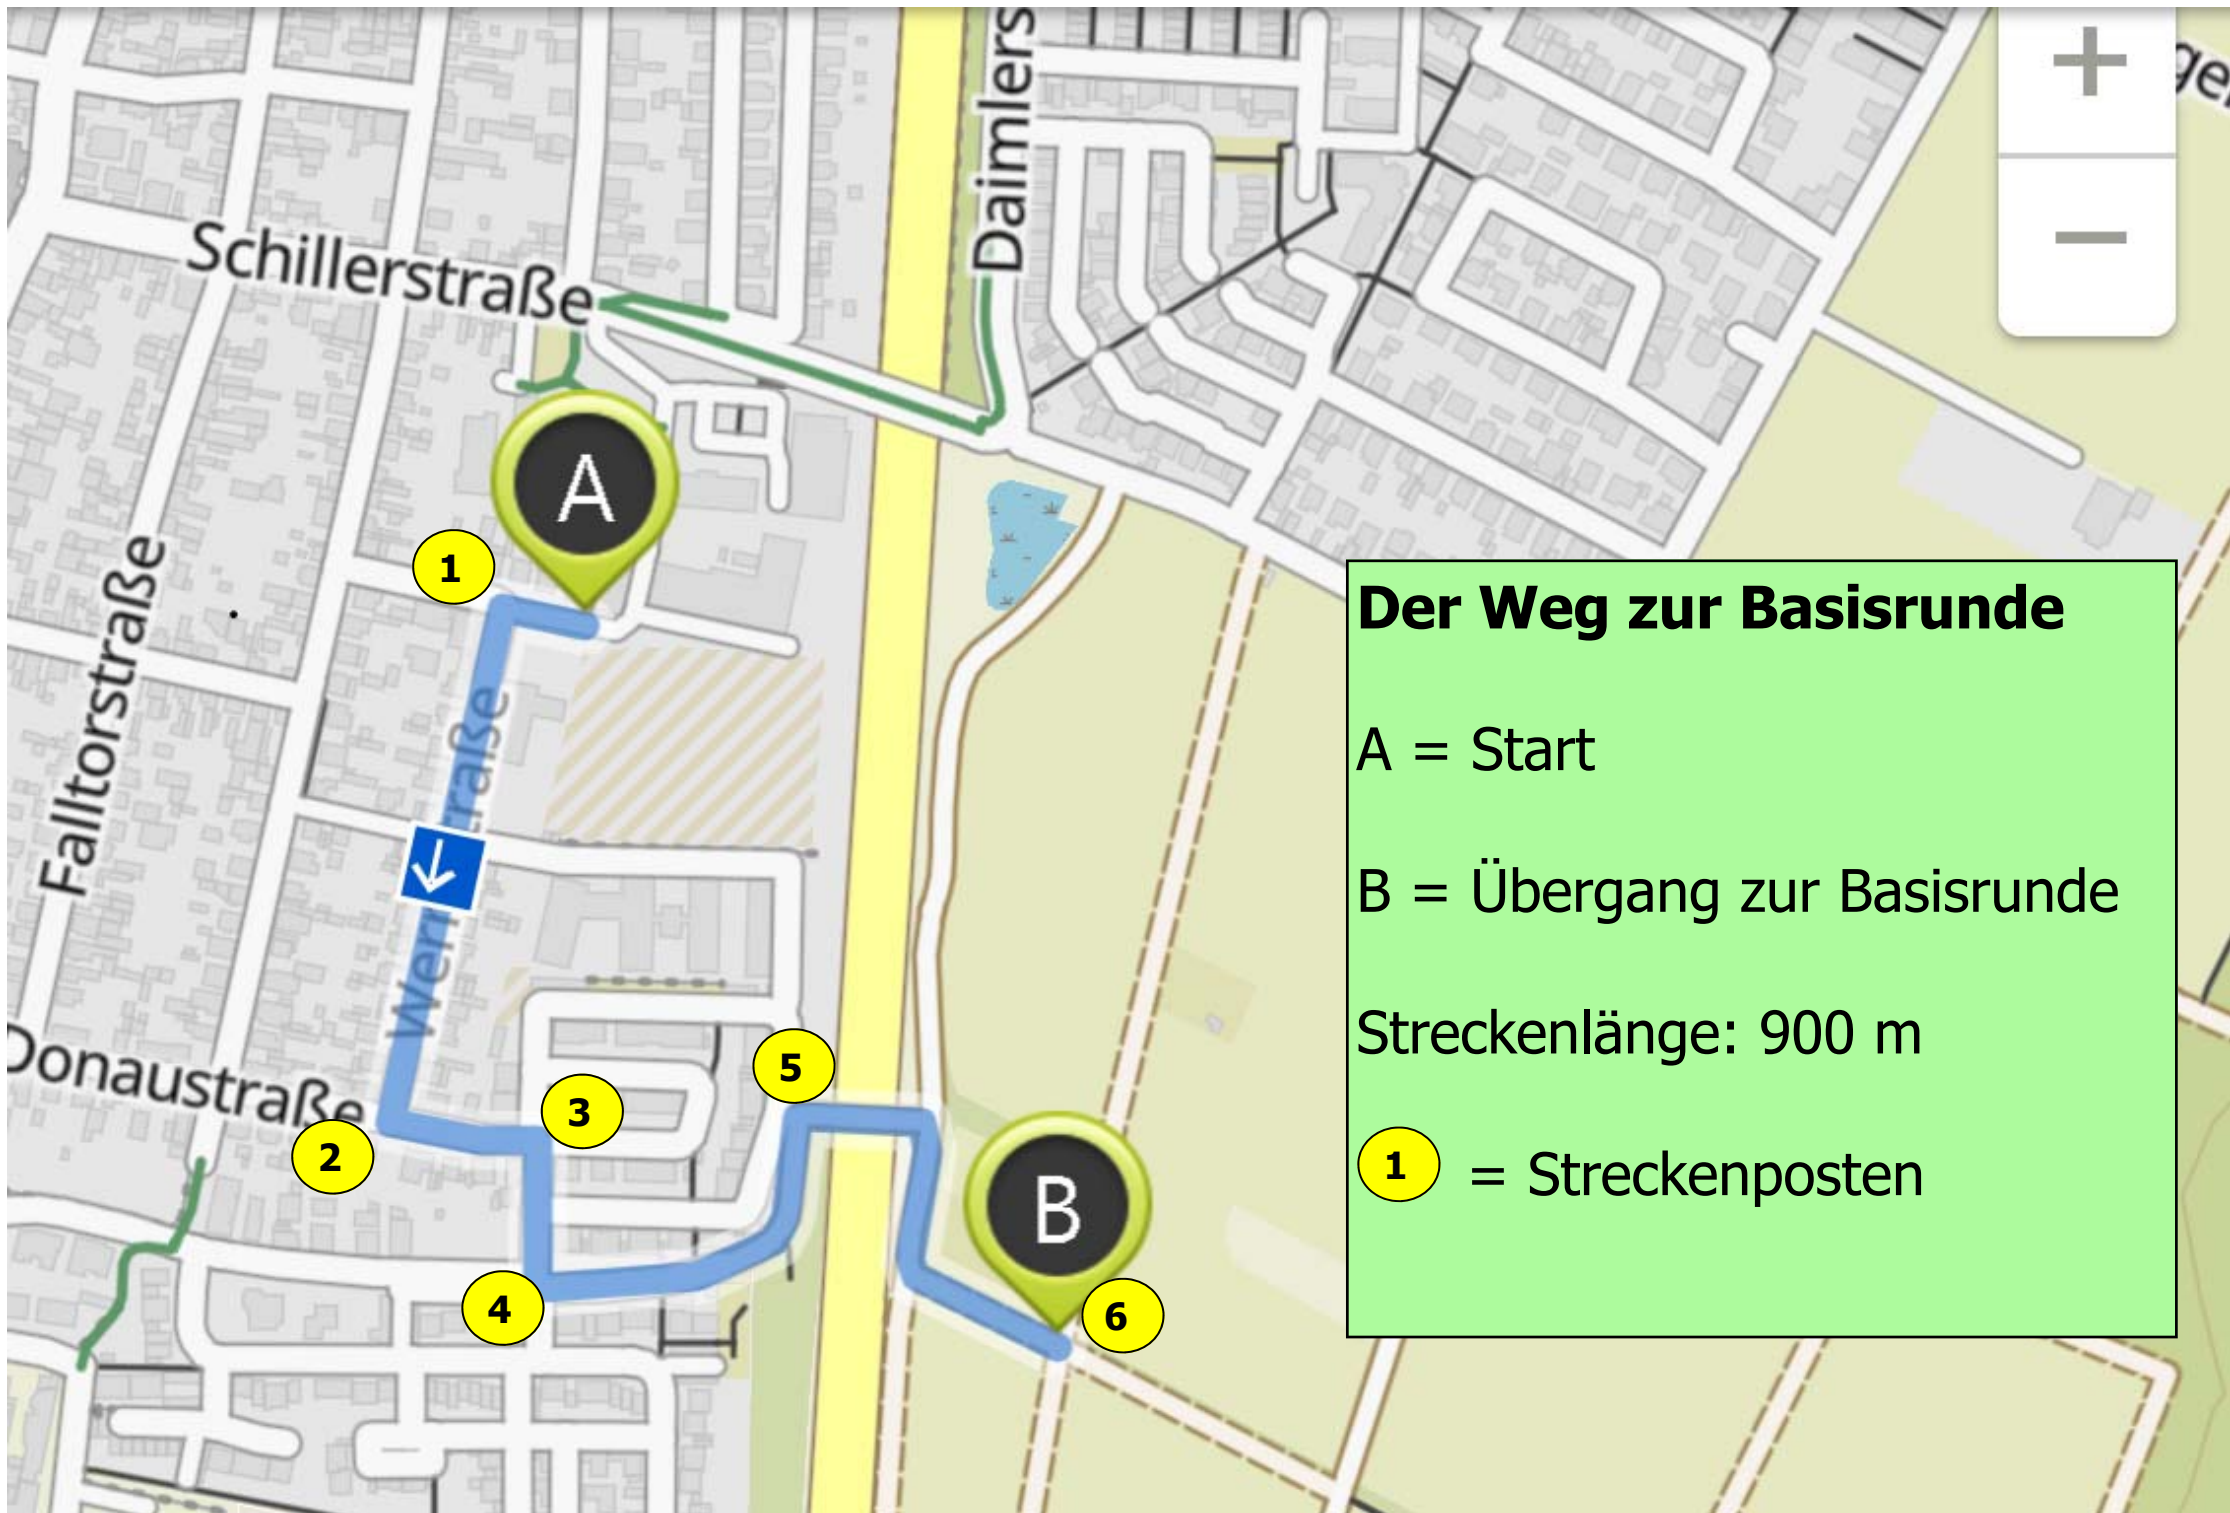 Daimlers
+
−
Schillerstraße
A
1
Falltorstraße
Donaustraße
2
3
4
5
B
6
Der Weg zur Basisrunde
A = Start
B = Übergang zur Basisrunde
Streckenlänge: 900 m
1 = Streckenposten